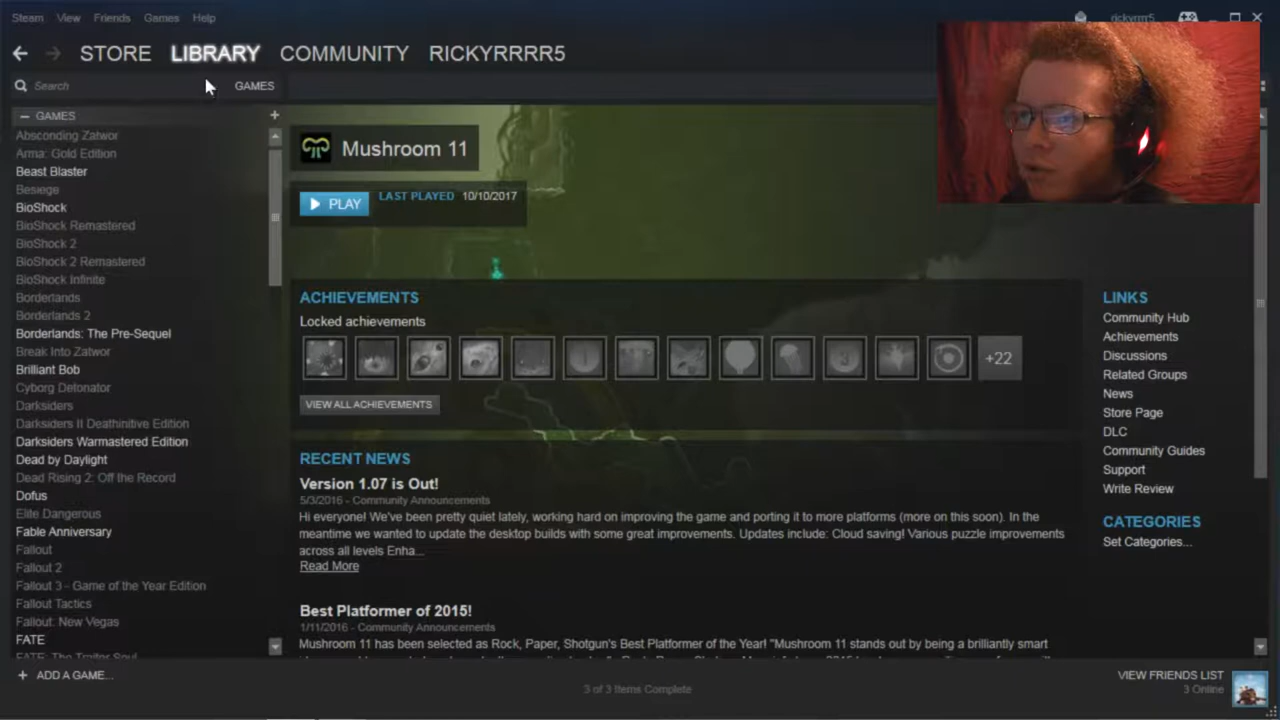 Steam View Friends Games Help
rickyrrr5
STORE LIBRARY COMMUNITY RICKYRRRR5
Search GAMES
GAMES
Absconding Zatwor
Arma: Gold Edition
Beast Blaster
Besiege
BioShock
BioShock Remastered
BioShock 2
BioShock 2 Remastered
BioShock Infinite
Borderlands
Borderlands 2
Borderlands: The Pre-Sequel
Break Into Zatwor
Brilliant Bob
Cyborg Detonator
Darksiders
Darksiders II Deathinitive Edition
Darksiders Warmastered Edition
Dead by Daylight
Dead Rising 2: Off the Record
Dofus
Elite Dangerous
Fable Anniversary
Fallout
Fallout 2
Fallout 3 - Game of the Year Edition
Fallout Tactics
Fallout: New Vegas
FATE
FATE: The Traitor Soul
+ ADD A GAME...
Mushroom 11
PLAY LAST PLAYED 10/10/2017
ACHIEVEMENTS
Locked achievements
+22
VIEW ALL ACHIEVEMENTS
RECENT NEWS
Version 1.07 is Out!
5/3/2016 - Community Announcements
Hi everyone! We've been pretty quiet lately, working hard on improving the game and porting it to more platforms (more on this soon). In the
meantime we wanted to update the desktop builds with some great improvements. Updates include: Cloud saving! Various puzzle improvements
across all levels Enha...
Read More
Best Platformer of 2015!
1/11/2016 - Community Announcements
Mushroom 11 has been selected as Rock, Paper, Shotgun's Best Platformer of the Year! "Mushroom 11 stands out by being a brilliantly smart
LINKS
Community Hub
Achievements
Discussions
Related Groups
News
Store Page
DLC
Community Guides
Support
Write Review
CATEGORIES
Set Categories...
3 of 3 Items Complete
VIEW FRIENDS LIST
3 Online